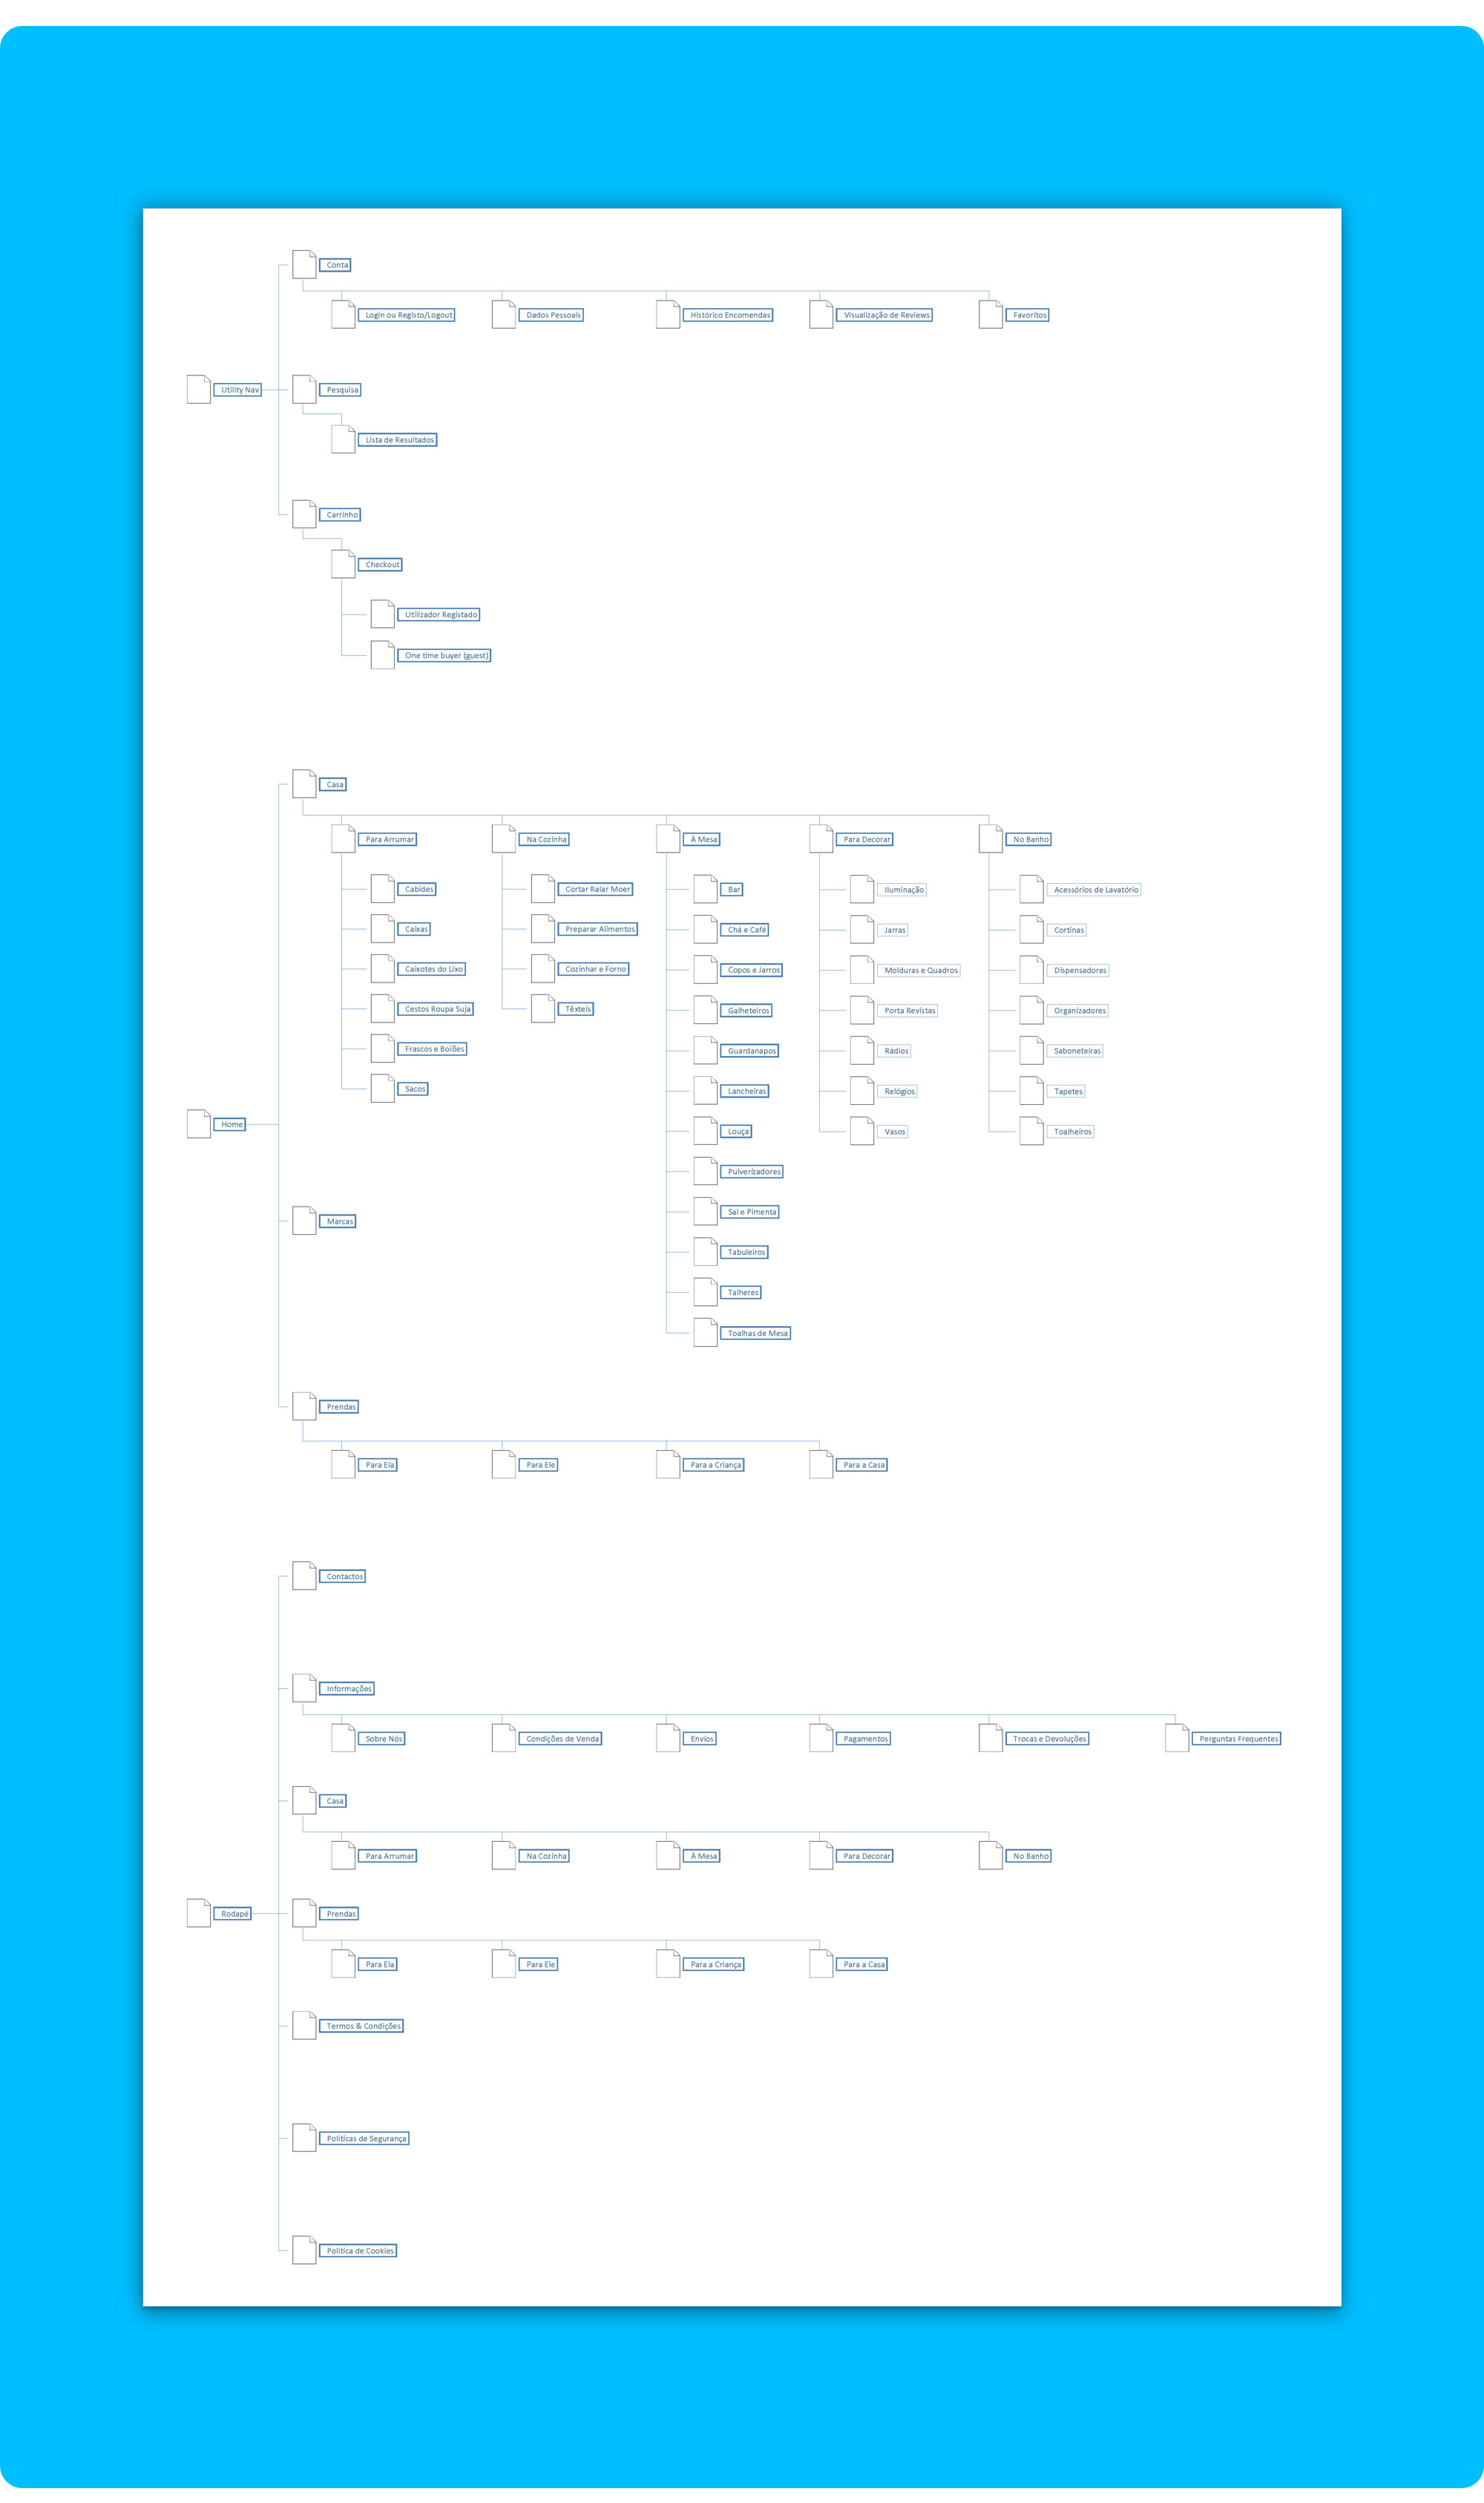 Conta
Login ou Registo/Logout
Dados Pessoais
Histórico Encomendas
Visualização de Reviews
Favoritos
Utility Nav
Pesquisa
Lista de Resultados
Carrinho
Checkout
Utilizador Registado
One time buyer (guest)
Casa
Para Arrumar
Na Cozinha
À Mesa
Para Decorar
No Banho
Cabides
Caixas
Caixotes do Lixo
Cestos Roupa Suja
Frascos e Boiões
Sacos
Cortar Ralar Moer
Preparar Alimentos
Cozinhar e Forno
Têxteis
Bar
Chá e Café
Copos e Jarros
Galheteiros
Guardanapos
Lancheiras
Louça
Pulverizadores
Sal e Pimenta
Tabuleiros
Talheres
Toalhas de Mesa
Iluminação
Jarras
Molduras e Quadros
Porta Revistas
Rádios
Relógios
Vasos
Acessórios de Lavatório
Cortinas
Dispensadores
Organizadores
Saboneteiras
Tapetes
Toalheiros
Home
Marcas
Prendas
Para Ela
Para Ele
Para a Criança
Para a Casa
Contactos
Informações
Sobre Nós
Condições de Venda
Envios
Pagamentos
Trocas e Devoluções
Perguntas Frequentes
Casa
Para Arrumar
Na Cozinha
À Mesa
Para Decorar
No Banho
Rodapé
Prendas
Para Ela
Para Ele
Para a Criança
Para a Casa
Termos & Condições
Políticas de Segurança
Política de Cookies